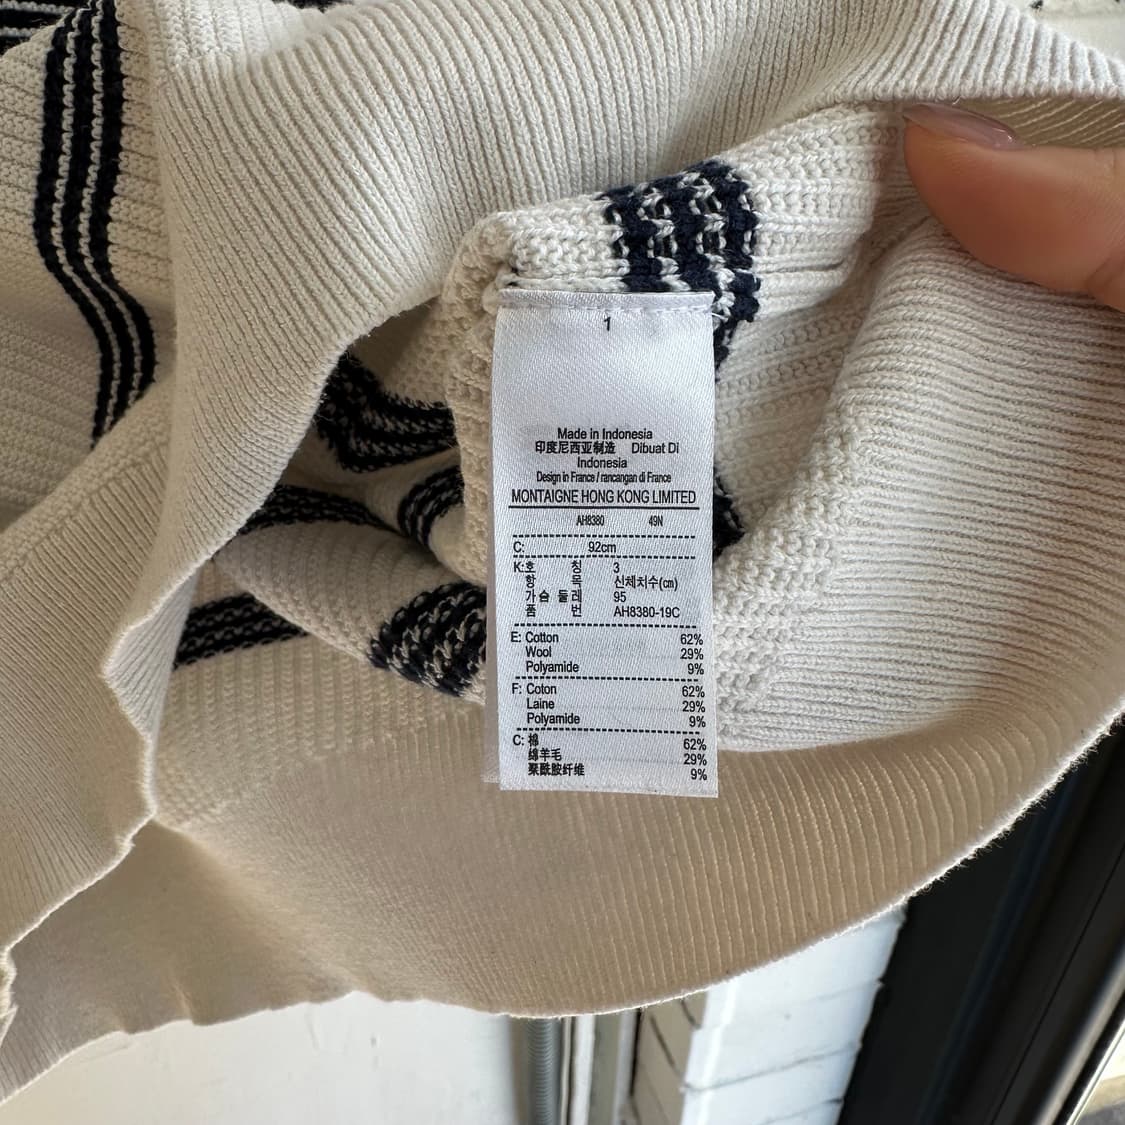 1
Made in Indonesia
印度尼西亚制造 Dibuat Di
Indonesia
Design in France / rancangan di France
MONTAIGNE HONG KONG LIMITED
AH8380 49N
C: 92cm
K:호 칭 3
항 목 신체치수(cm)
가슴 둘레 95
품 번 AH8380-19C
E: Cotton 62%
Wool 29%
Polyamide 9%
F: Coton 62%
Laine 29%
Polyamide 9%
C: 棉 62%
绵羊毛 29%
聚酰胺纤维 9%